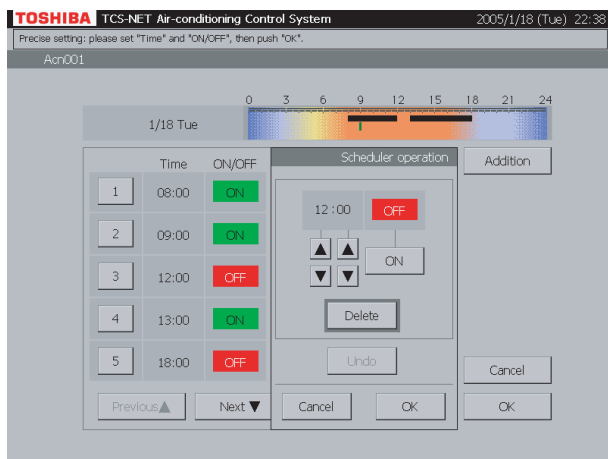 TOSHIBA TCS-NET Air-conditioning Control System 2005/1/18 (Tue) 22:38
Precise setting: please set "Time" and "ON/OFF", then push "OK".
Acn001
0 3 6 9 12 15 18 21 24
1/18 Tue
Time ON/OFF
1 08:00 ON
2 09:00 ON
3 12:00 OFF
4 13:00 ON
5 18:00 OFF
Previous▲ Next ▼
Scheduler operation
12:00 OFF
▲ ▲
▼ ▼
ON
Delete
Undo
Cancel OK
Addition
Cancel
OK